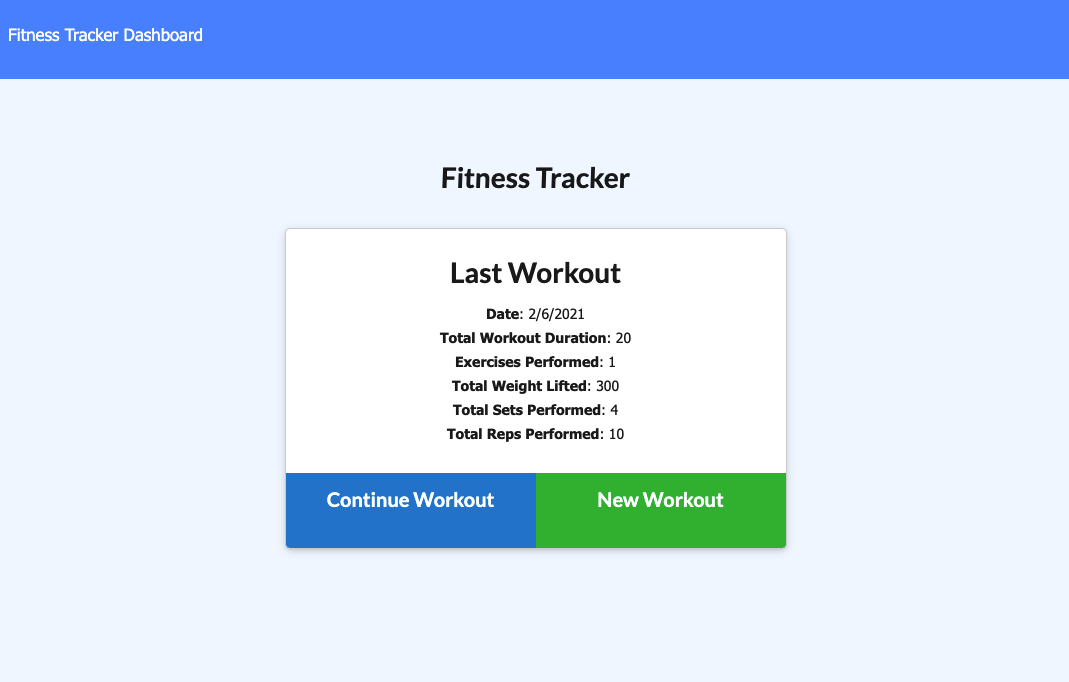 Fitness Tracker Dashboard
Fitness Tracker
Last Workout
Date: 2/6/2021
Total Workout Duration: 20
Exercises Performed: 1
Total Weight Lifted: 300
Total Sets Performed: 4
Total Reps Performed: 10
Continue Workout New Workout